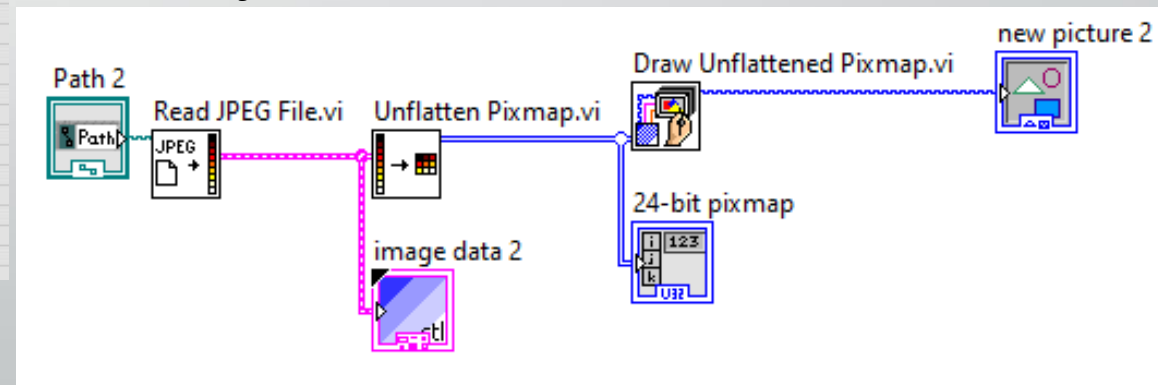 new picture 2
Draw Unflattened Pixmap.vi
Path 2
Read JPEG File.vi
Unflatten Pixmap.vi
Path
JPEG
24-bit pixmap
i 123
j
k
U32
image data 2
ctl